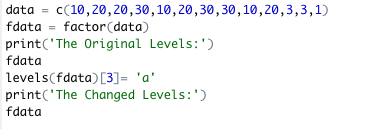 data = c(10,20,20,30,10,20,30,30,10,20,3,3,1)
fdata = factor(data)
print('The Original Levels:')
fdata
levels(fdata)[3]= 'a'
print('The Changed Levels:')
fdata